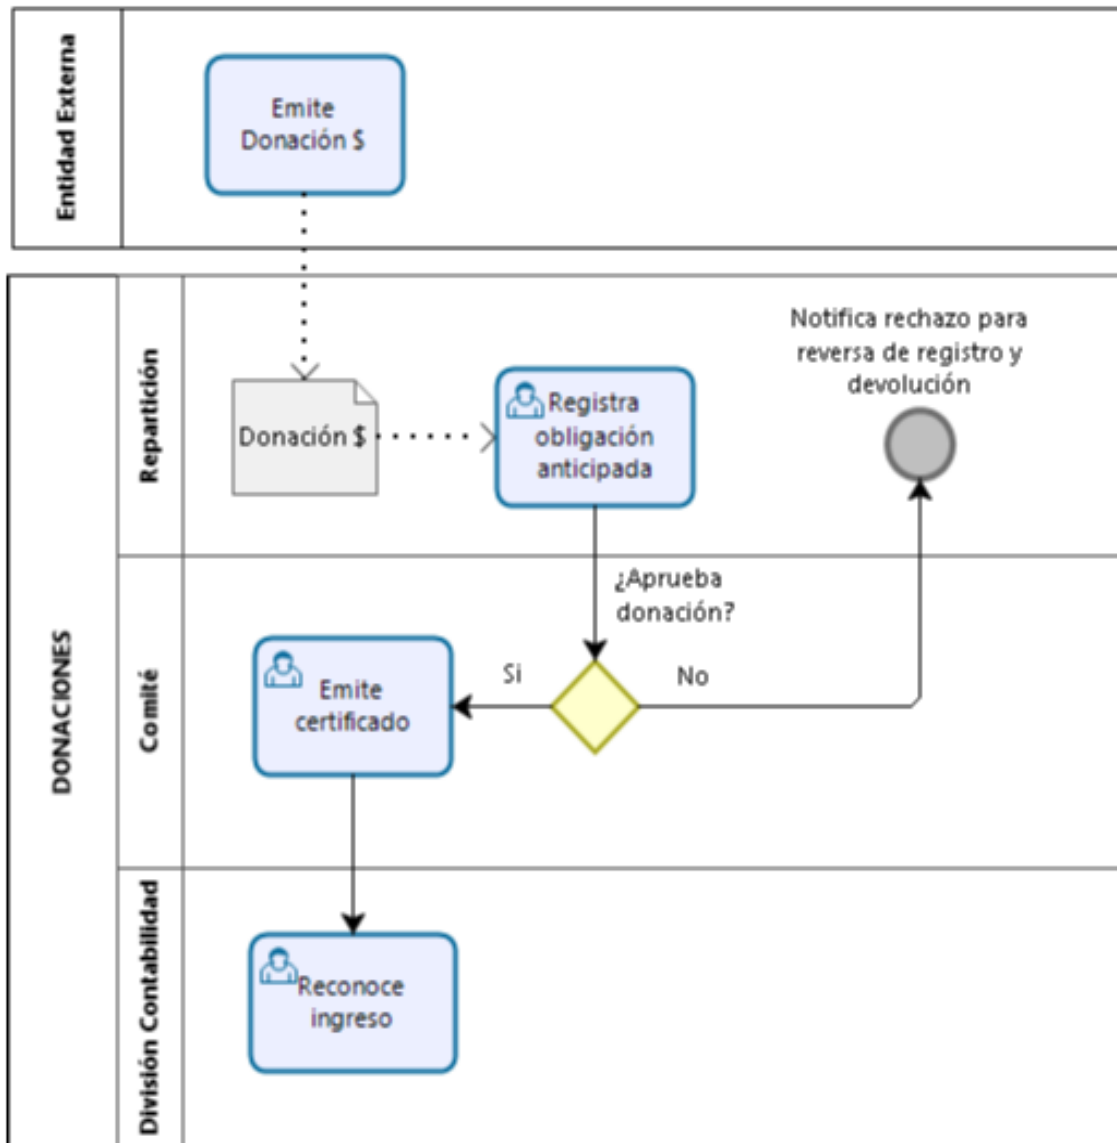 Entidad Externa
Emite
Donación $
DONACIONES
Repartición
Donación $
Registra
obligación
anticipada
Notifica rechazo para
reversa de registro y
devolución
Comité
¿Aprueba
donación?
Si
No
Emite
certificado
División Contabilidad
Reconoce
ingreso